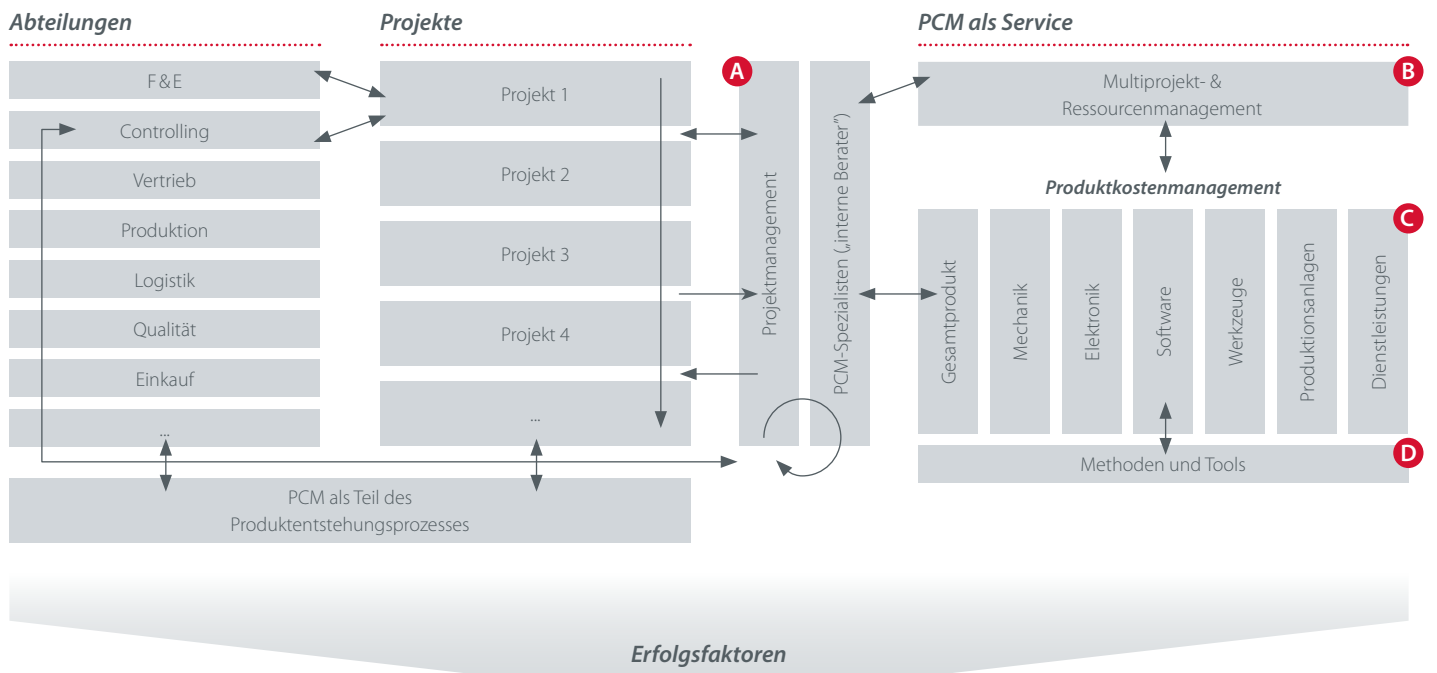 Abteilungen
F & E
Controlling
Vertrieb
Produktion
Logistik
Qualität
Einkauf
...
Projekte
Projekt 1
Projekt 2
Projekt 3
Projekt 4
...
PCM als Teil des
Produktentstehungsprozesses
A
Projektmanagement
PCM-Spezialisten („interne Berater”)
PCM als Service
B
Multiprojekt- &
Ressourcenmanagement
Produktkostenmanagement
C
Gesamtprodukt
Mechanik
Elektronik
Software
Werkzeuge
Produktionsanlagen
Dienstleistungen
D
Methoden und Tools
Erfolgsfaktoren